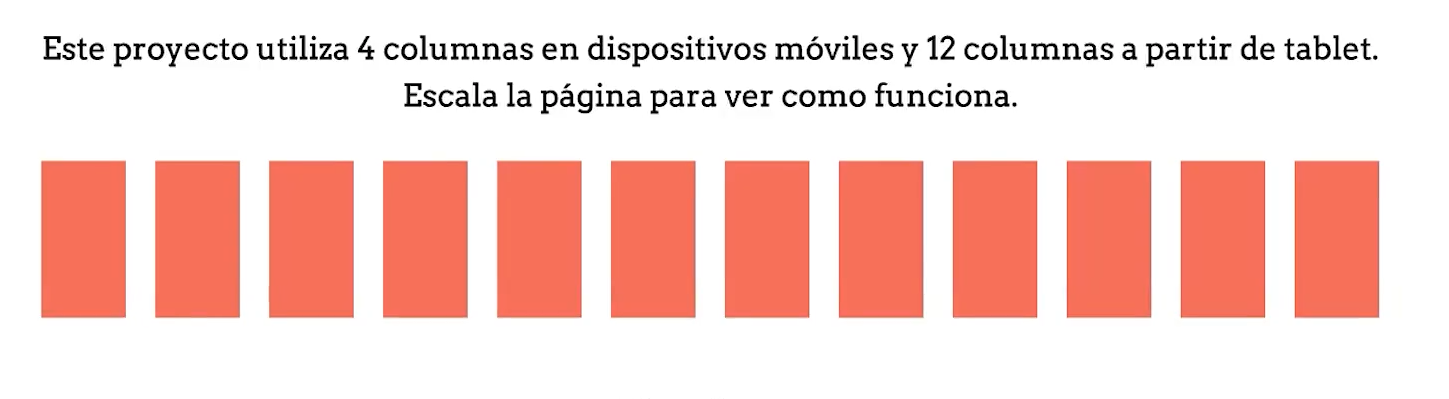 Este proyecto utiliza 4 columnas en dispositivos móviles y 12 columnas a partir de tablet.
Escala la página para ver como funciona.